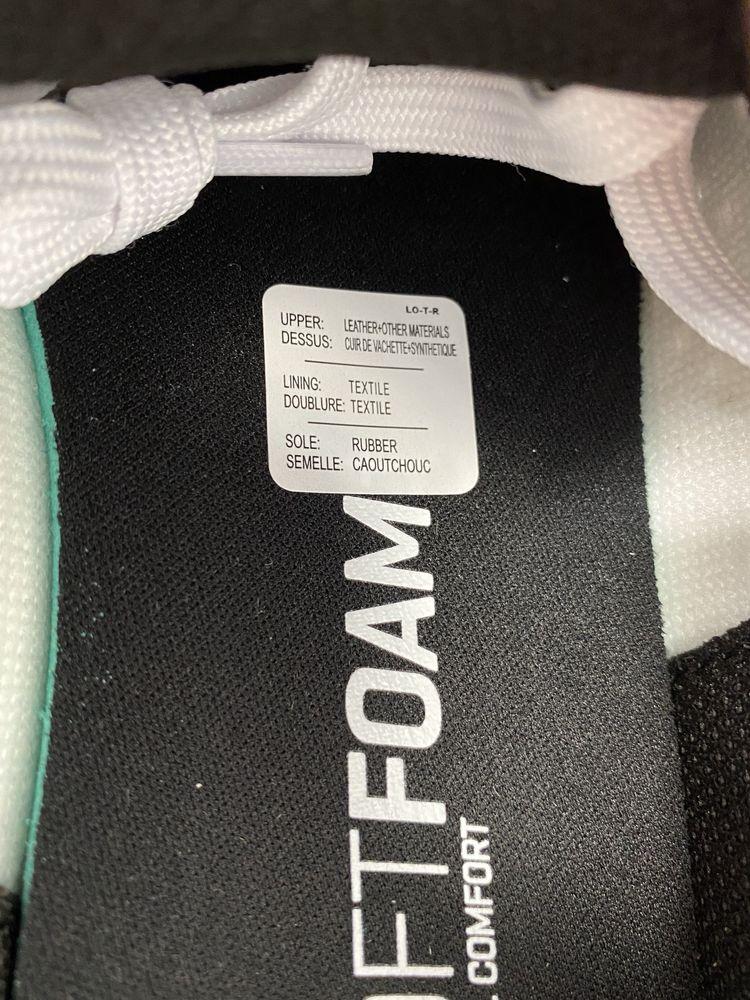 LO-T-R
UPPER: LEATHER+OTHER MATERIALS
DESSUS: CUIR DE VACHETTE+SYNTHETIQUE
LINING: TEXTILE
DOUBLURE: TEXTILE
SOLE: RUBBER
SEMELLE: CAOUTCHOUC
OFTFOAM
COMFORT